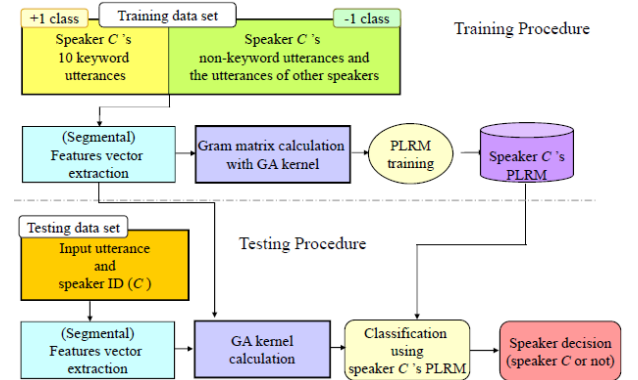 +1 class
Training data set
-1 class
Speaker C 's
10 keyword
utterances
Speaker C 's
non-keyword utterances and
the utterances of other speakers
Training Procedure
(Segmental)
Features vector
extraction
Gram matrix calculation
with GA kernel
PLRM
training
Speaker C 's
PLRM
Testing data set
Testing Procedure
Input utterance
and
speaker ID (C )
(Segmental)
Features vector
extraction
GA kernel
calculation
Classification
using
speaker C 's PLRM
Speaker decision
(speaker C or not)